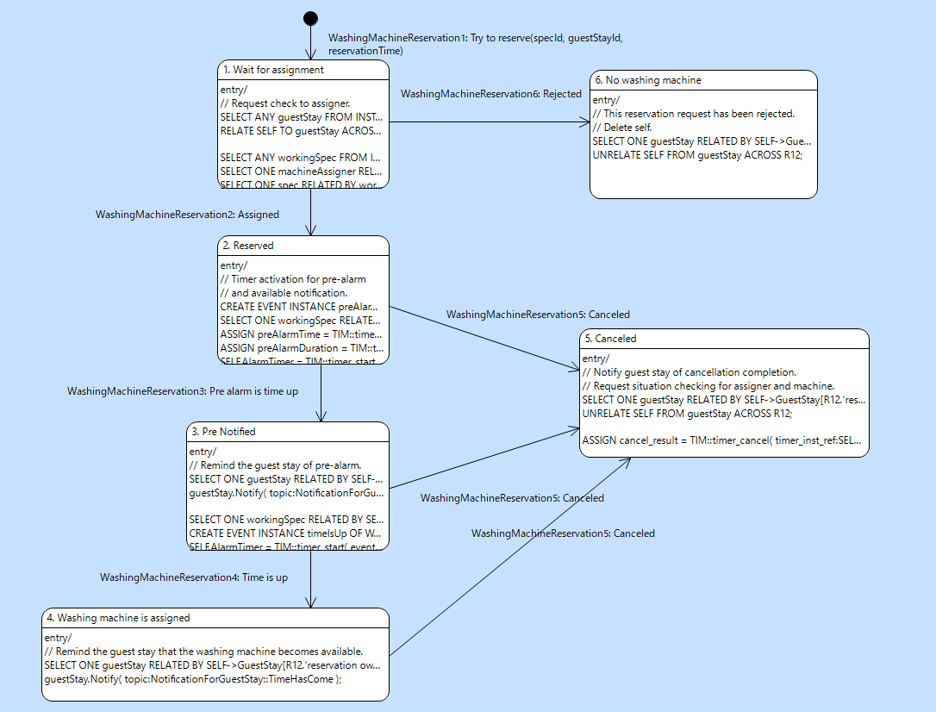 WashingMachineReservation1: Try to reserve(specId, guestStayId,
reservationTime)
1. Wait for assignment
entry/
// Request check to assigner.
SELECT ANY guestStay FROM INST...
RELATE SELF TO guestStay ACROS...
SELECT ANY workingSpec FROM I...
SELECT ONE machineAssigner REL...
SELECT ONE spec RELATED BY wor...
WashingMachineReservation6: Rejected
6. No washing machine
entry/
// This reservation request has been rejected.
// Delete self.
SELECT ONE guestStay RELATED BY SELF->Gue...
UNRELATE SELF FROM guestStay ACROSS R12;
WashingMachineReservation2: Assigned
2. Reserved
entry/
// Timer activation for pre-alarm
// and available notification.
CREATE EVENT INSTANCE preAlar...
SELECT ONE workingSpec RELATE...
ASSIGN preAlarmTime = TIM::time...
ASSIGN preAlarmDuration = TIM::t...
SELF.AlarmTimer = TIM::timer_start...
WashingMachineReservation5: Canceled
5. Canceled
entry/
// Notify guest stay of cancellation completion.
// Request situation checking for assigner and machine.
SELECT ONE guestStay RELATED BY SELF->GuestStay[R12.'res...
UNRELATE SELF FROM guestStay ACROSS R12;
ASSIGN cancel_result = TIM::timer_cancel( timer_inst_ref:SEL...
WashingMachineReservation3: Pre alarm is time up
3. Pre Notified
entry/
// Remind the guest stay of pre-alarm.
SELECT ONE guestStay RELATED BY SELF-...
guestStay.Notify( topic:NotificationForGu...
SELECT ONE workingSpec RELATED BY SE...
CREATE EVENT INSTANCE timeIsUp OF W...
SELF.AlarmTimer = TIM::timer_start( event...
WashingMachineReservation5: Canceled
WashingMachineReservation5: Canceled
WashingMachineReservation4: Time is up
4. Washing machine is assigned
entry/
// Remind the guest stay that the washing machine becomes available.
SELECT ONE guestStay RELATED BY SELF->GuestStay[R12.'reservation ow...
guestStay.Notify( topic:NotificationForGuestStay::TimeHasCome );